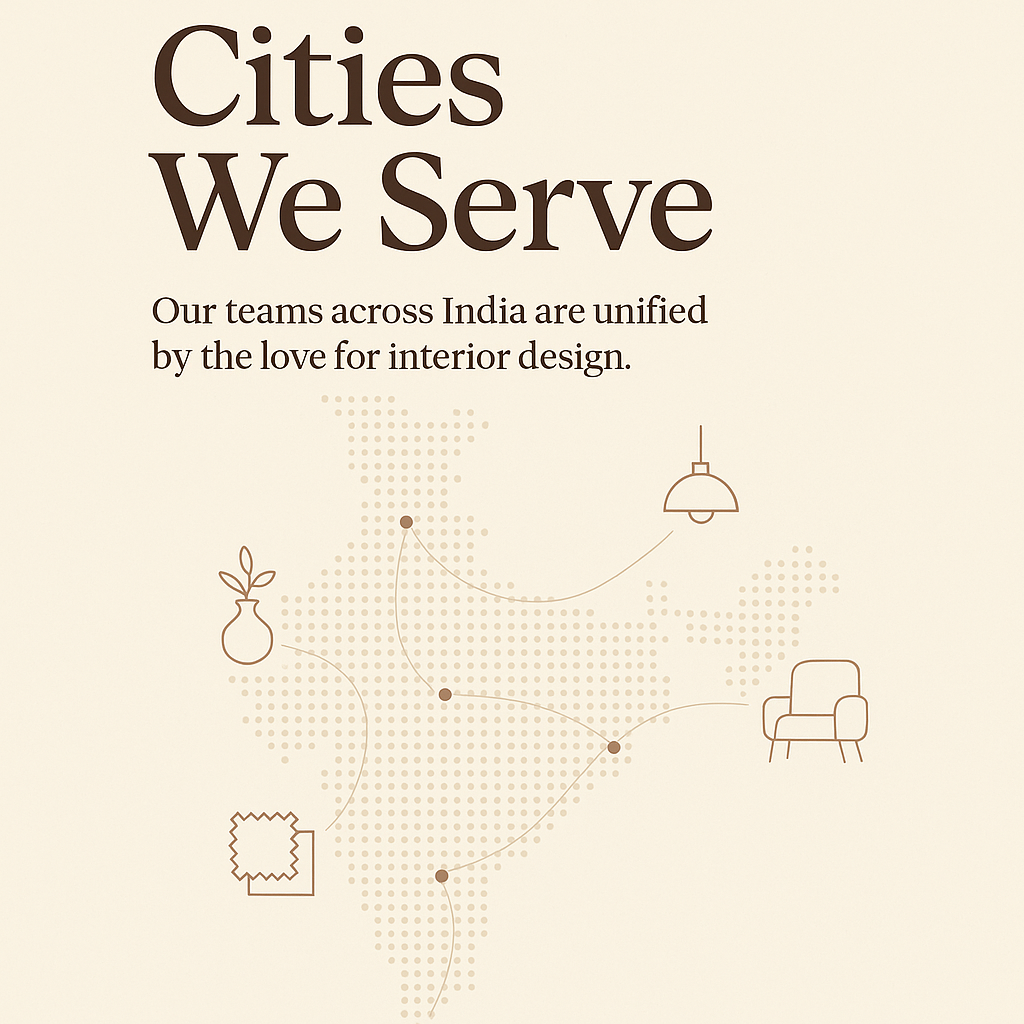 Cities
We Serve
Our teams across India are unified
by the love for interior design.